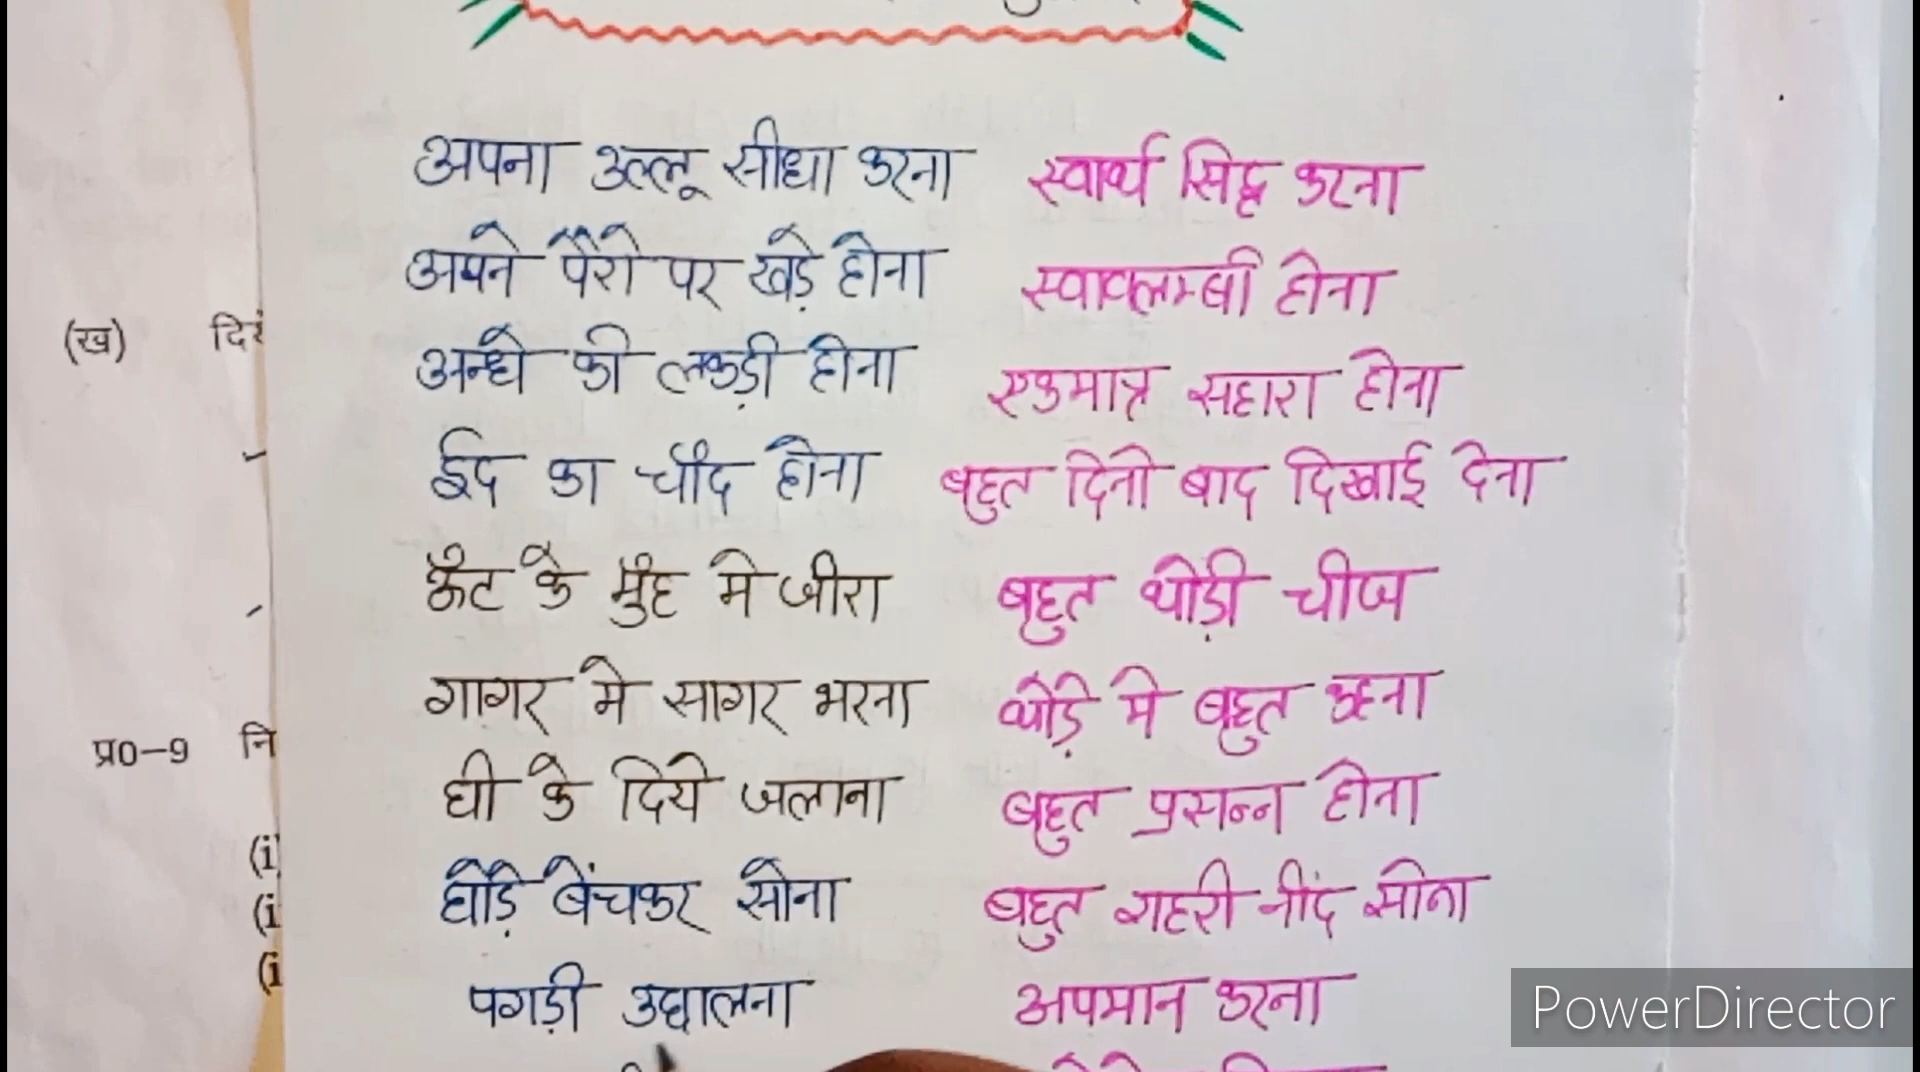 अपना उल्लू सीधा करना स्वार्थ सिद्ध करना
अपने पैरो पर खड़े होना स्वावलम्बी होना
(ख)
अन्धे की लकड़ी होना एकमात्र सहारा होना
ईद का चाँद होना बहुत दिनो बाद दिखाई देना
ऊँट के मुँह मे जीरा बहुत थोड़ी चीज
गागर मे सागर भरना थोड़े मे बहुत कहना
प्र०–9 नि
घी के दिये जलाना बहुत प्रसन्न होना
(i)
घोड़े बेंचकर सोना बहुत गहरी नींद सोना
(i
(i
पगड़ी उछालना अपमान करना
PowerDirector